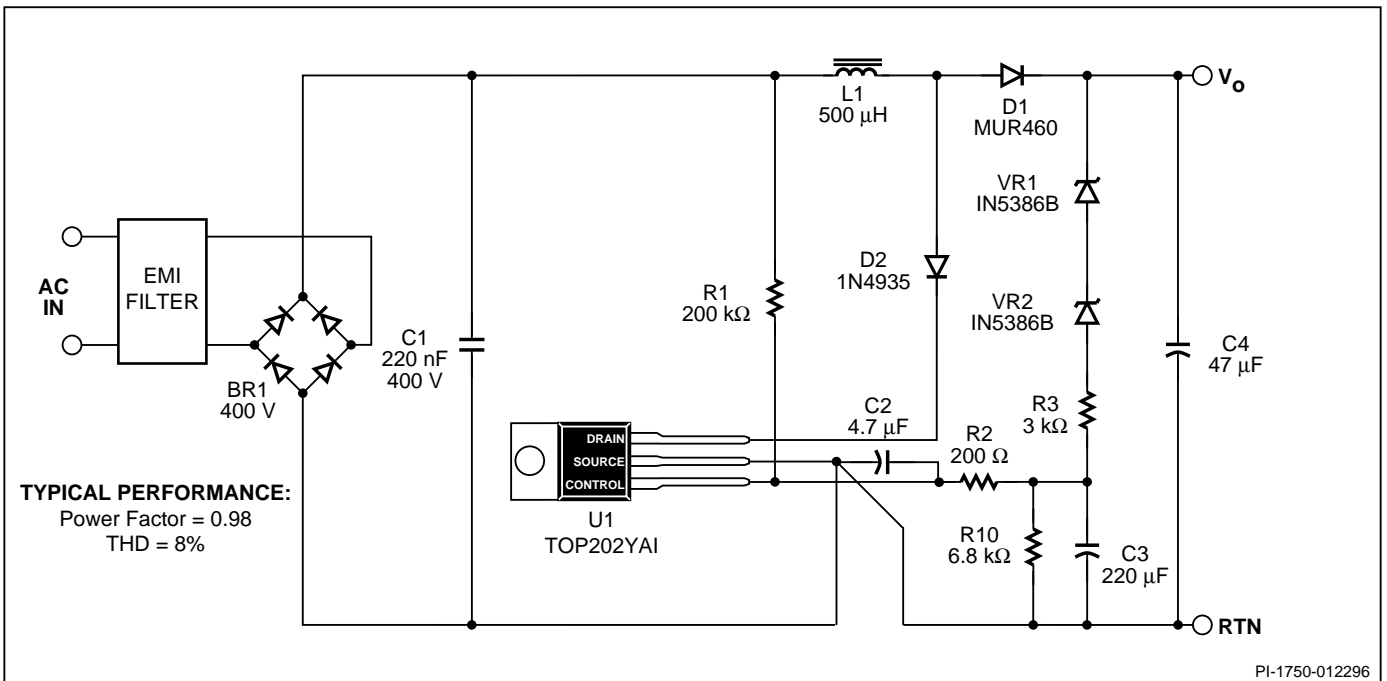 AC
IN
EMI
FILTER
BR1
400 V
C1
220 nF
400 V
R1
200 kΩ
L1
500 μH
D1
MUR460
Vo
VR1
IN5386B
D2
1N4935
VR2
IN5386B
C4
47 μF
R3
3 kΩ
C2
4.7 μF
R2
200 Ω
DRAIN
SOURCE
CONTROL
U1
TOP202YAI
R10
6.8 kΩ
C3
220 μF
RTN
TYPICAL PERFORMANCE:
Power Factor = 0.98
THD = 8%
PI-1750-012296